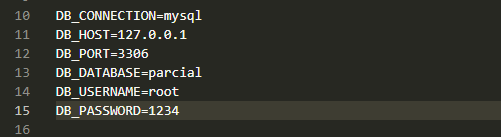 10 DB_CONNECTION=mysql
11 DB_HOST=127.0.0.1
12 DB_PORT=3306
13 DB_DATABASE=parcial
14 DB_USERNAME=root
15 DB_PASSWORD=1234
16